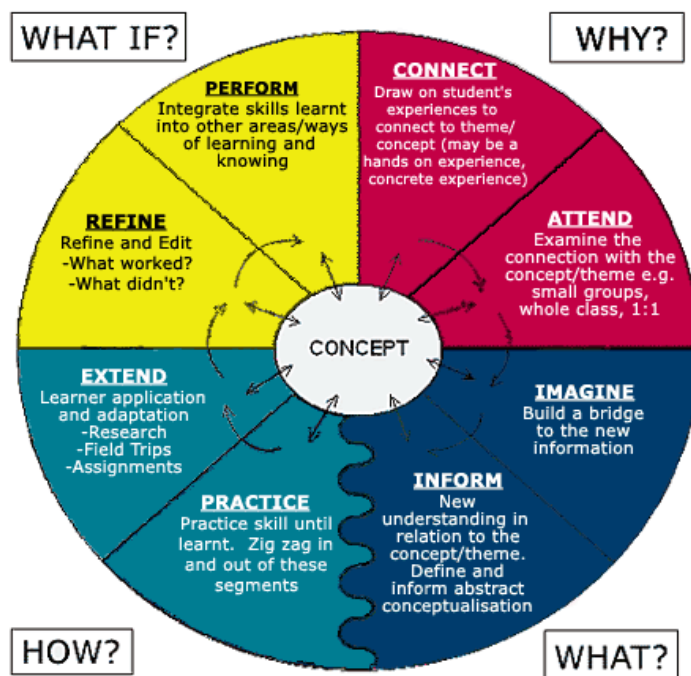 WHAT IF?
WHY?
PERFORM
Integrate skills learnt
into other areas/ways
of learning and
knowing
CONNECT
Draw on student's
experiences to
connect to theme/
concept (may be a
hands on experience,
concrete experience)
REFINE
Refine and Edit
-What worked?
-What didn't?
ATTEND
Examine the
connection with the
concept/theme e.g.
small groups,
whole class, 1:1
CONCEPT
EXTEND
Learner application
and adaptation
-Research
-Field Trips
-Assignments
IMAGINE
Build a bridge
to the new
information
PRACTICE
Practice skill until
learnt. Zig zag in
and out of these
segments
INFORM
New
understanding in
relation to the
concept/theme.
Define and
inform abstract
conceptualisation
HOW?
WHAT?